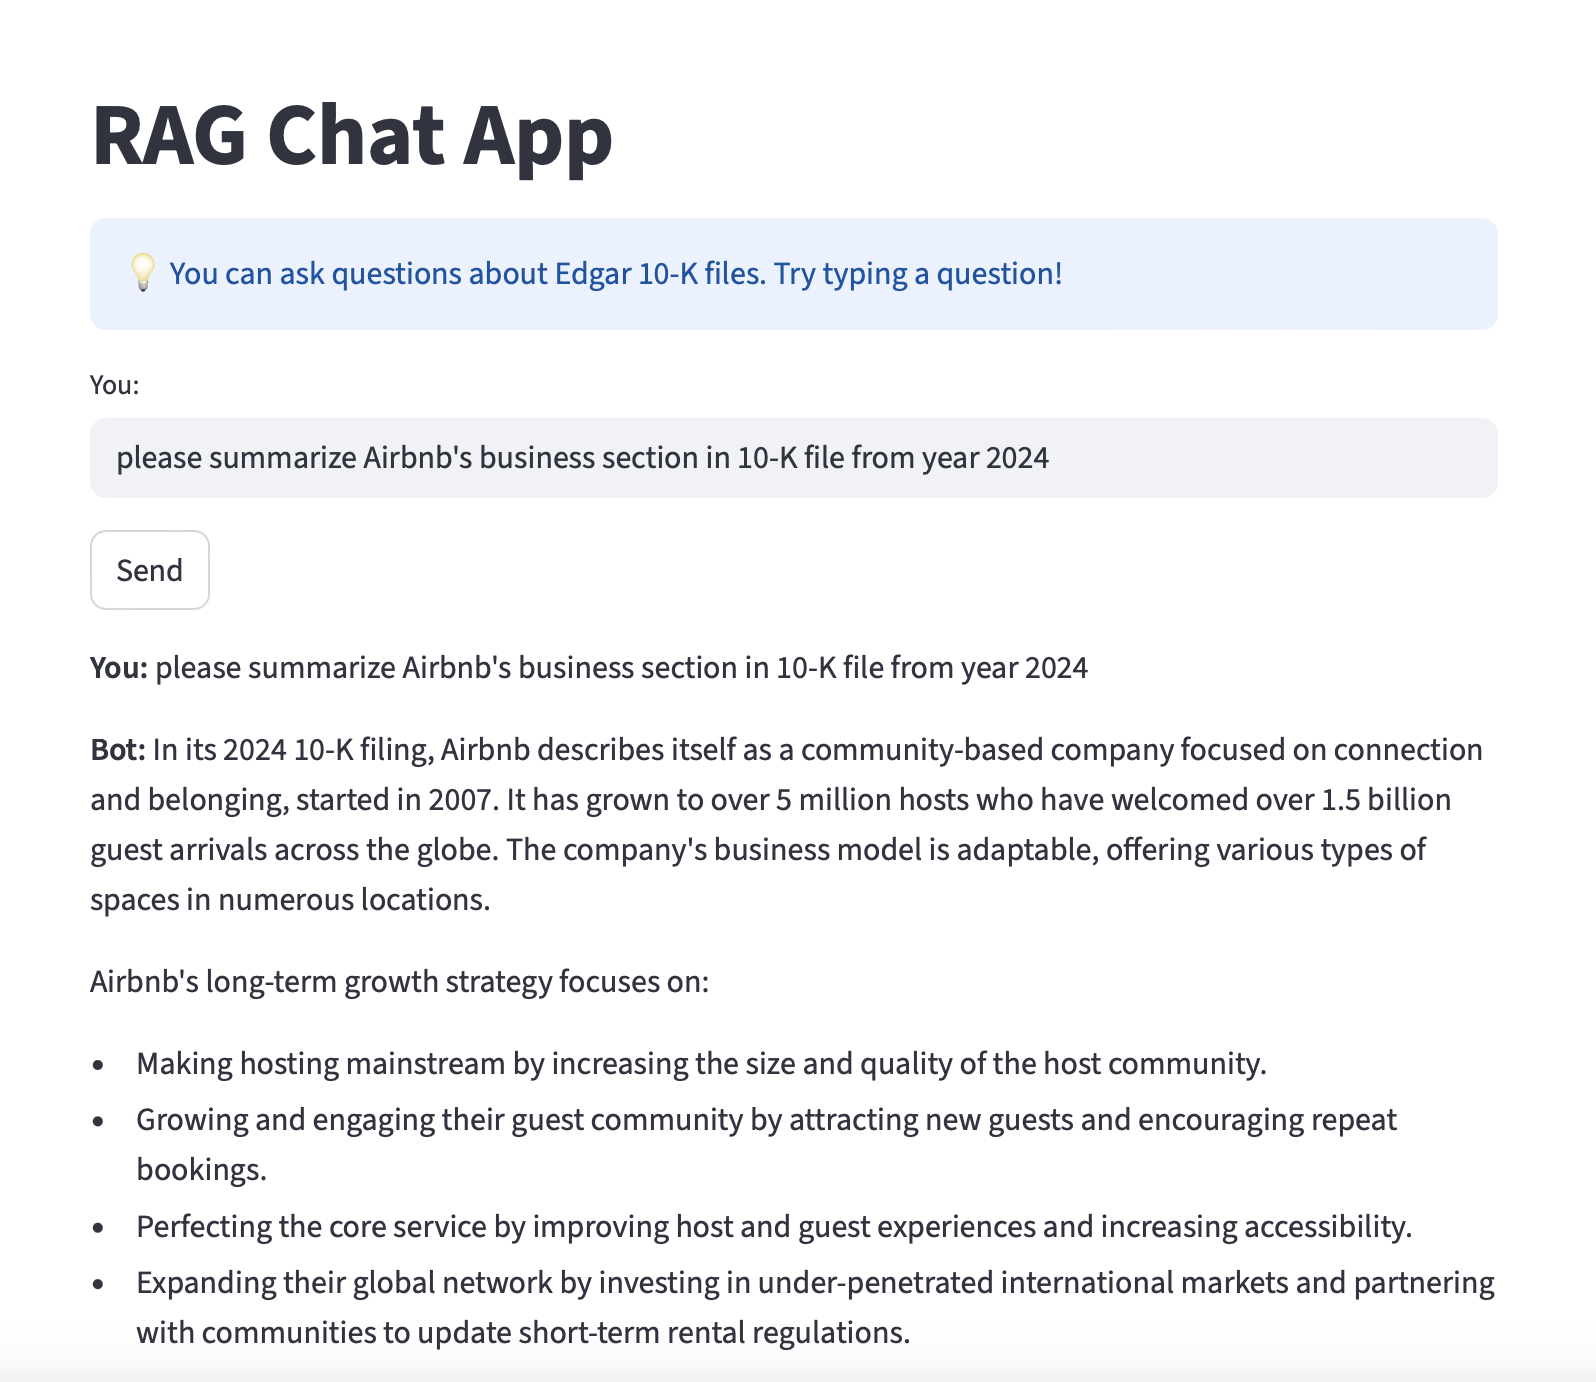 RAG Chat App
💡 You can ask questions about Edgar 10-K files. Try typing a question!
You:
please summarize Airbnb's business section in 10-K file from year 2024
Send
You: please summarize Airbnb's business section in 10-K file from year 2024
Bot: In its 2024 10-K filing, Airbnb describes itself as a community-based company focused on connection
and belonging, started in 2007. It has grown to over 5 million hosts who have welcomed over 1.5 billion
guest arrivals across the globe. The company's business model is adaptable, offering various types of
spaces in numerous locations.
Airbnb's long-term growth strategy focuses on:
• Making hosting mainstream by increasing the size and quality of the host community.
• Growing and engaging their guest community by attracting new guests and encouraging repeat
bookings.
• Perfecting the core service by improving host and guest experiences and increasing accessibility.
• Expanding their global network by investing in under-penetrated international markets and partnering
with communities to update short-term rental regulations.